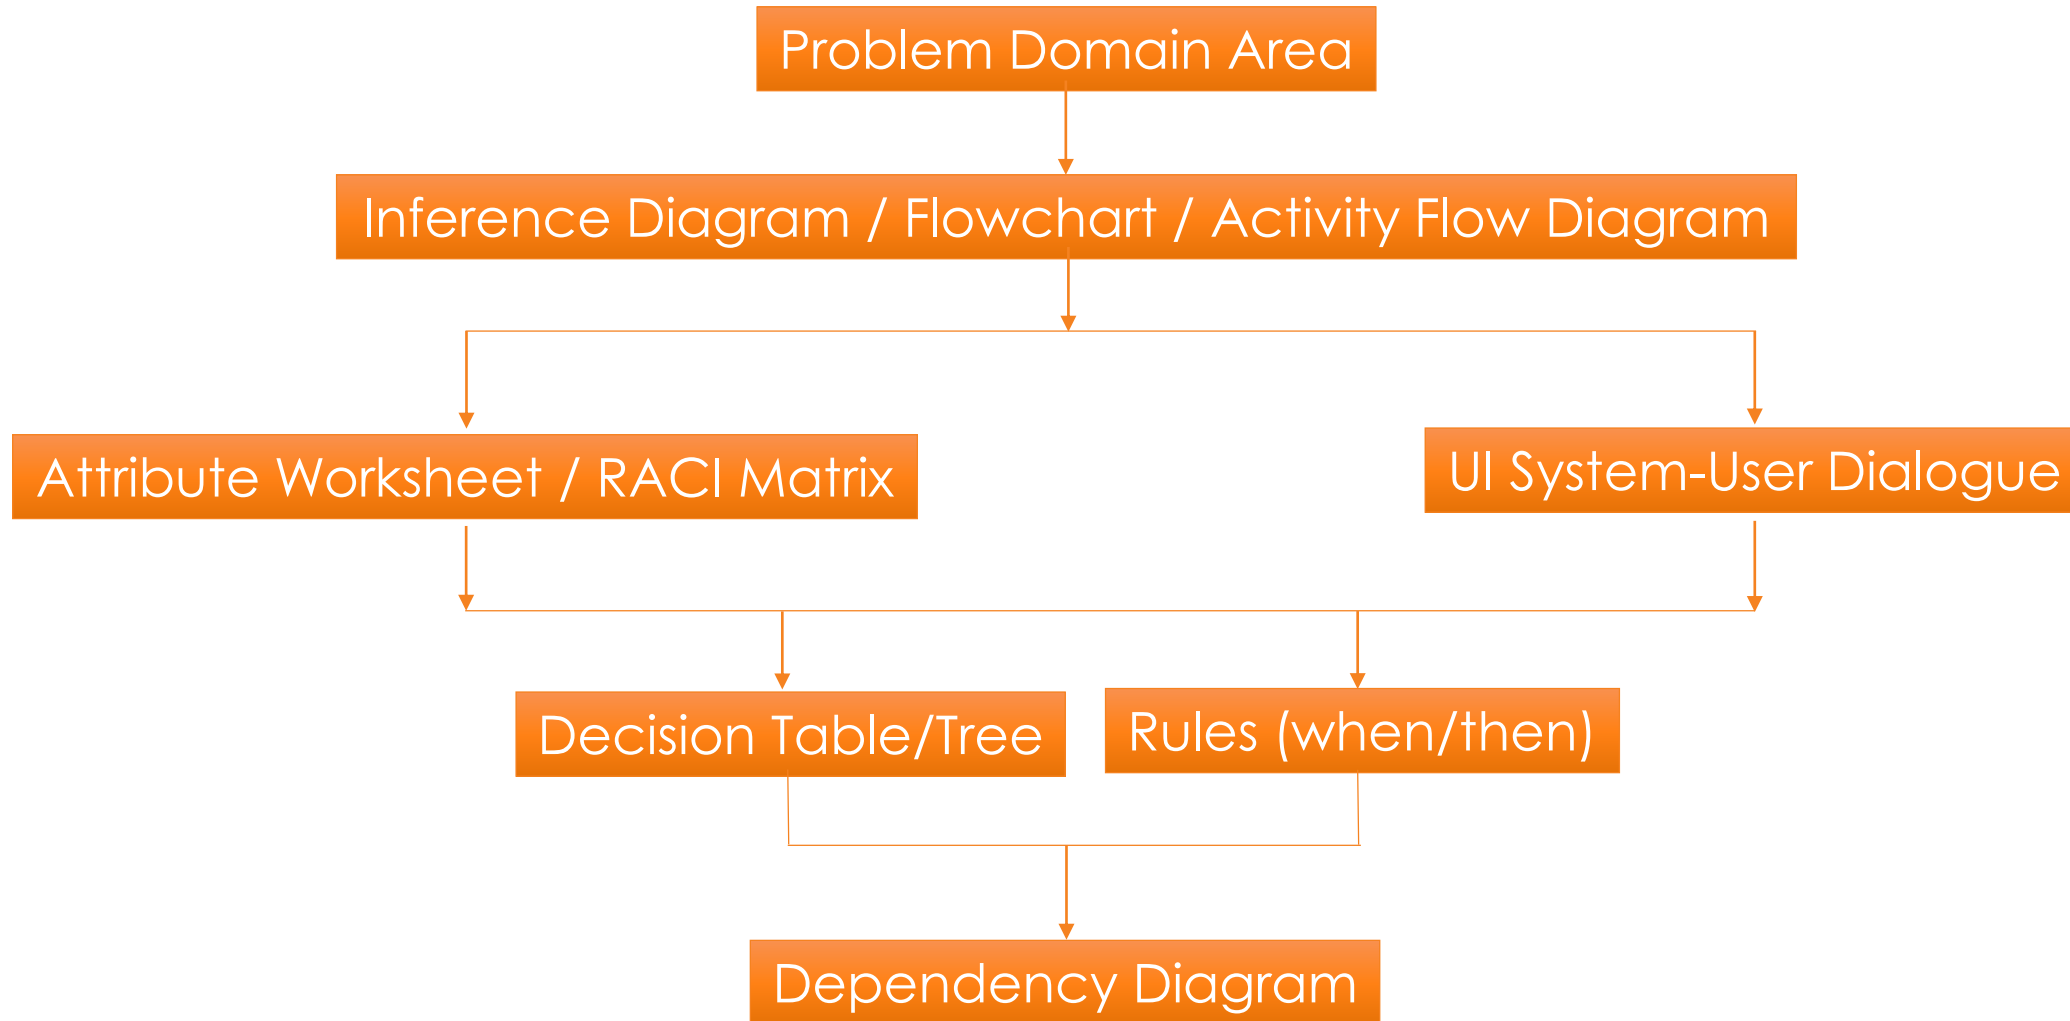 Problem Domain Area
Inference Diagram / Flowchart / Activity Flow Diagram
Attribute Worksheet / RACI Matrix
UI System-User Dialogue
Decision Table/Tree
Rules (when/then)
Dependency Diagram